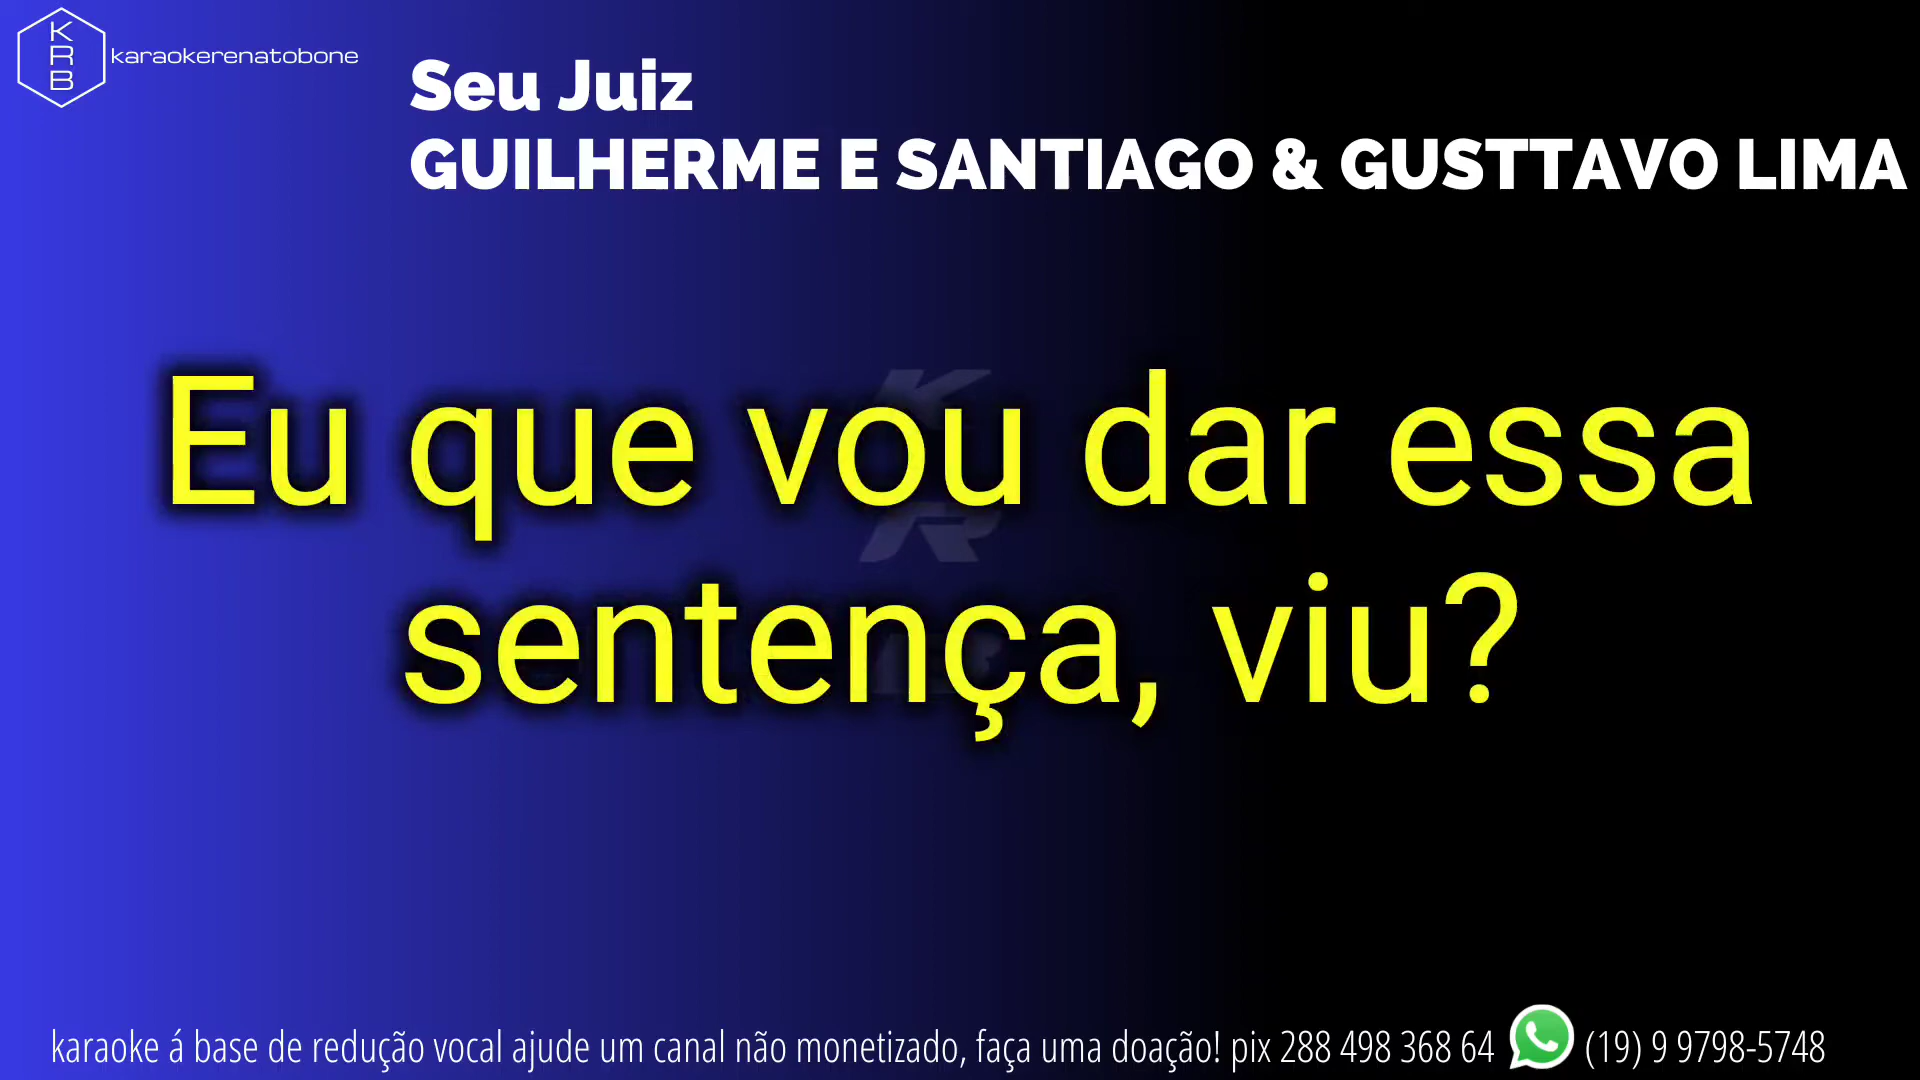 K
R
B
karaokerenatobone
Seu Juiz
GUILHERME E SANTIAGO & GUSTTAVO LIMA
Eu que vou dar essa
sentença, viu?
K
R
B
karaoke á base de redução vocal ajude um canal não monetizado, faça uma doação! pix 288 498 368 64 (19) 9 9798-5748